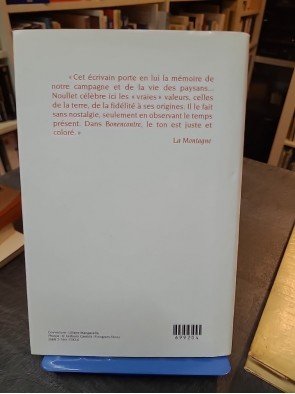 « Cet écrivain porte en lui la mémoire de
notre campagne et de la vie des paysans...
Noullet célèbre ici les « vraies » valeurs, celles
de la terre, de la fidélité à ses origines. Il le fait
sans nostalgie, seulement en observant le temps
présent. Dans Bonencontre, le ton est juste et
coloré. »
La Montagne
699204